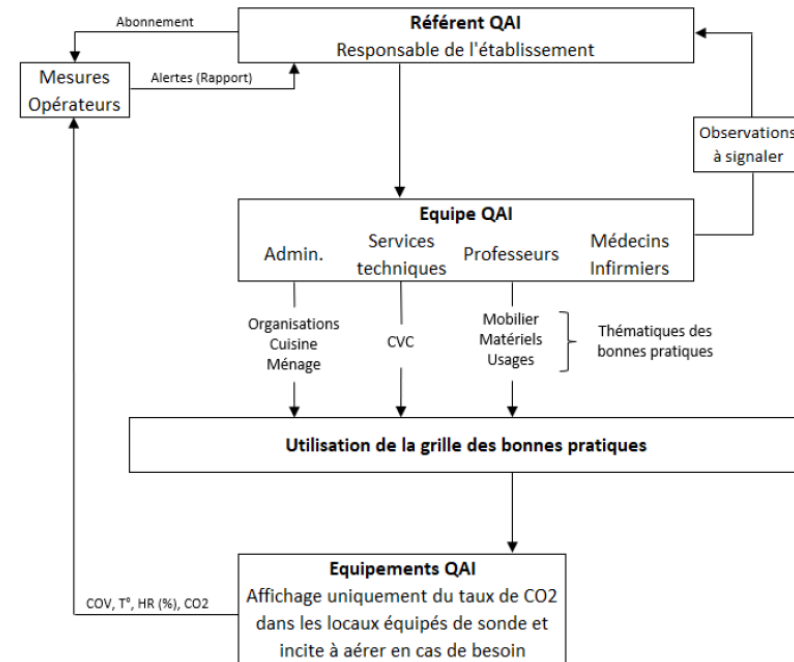 Abonnement
Référent QAI
Responsable de l'établissement
Mesures
Opérateurs
Alertes (Rapport)
Observations
à signaler
Equipe QAI
Admin.
Services
techniques
Professeurs
Médecins
Infirmiers
Organisations
Cuisine
Ménage
CVC
Mobilier
Matériels
Usages
Thématiques des
bonnes pratiques
Utilisation de la grille des bonnes pratiques
Equipements QAI
Affichage uniquement du taux de CO2
dans les locaux équipés de sonde et
incite à aérer en cas de besoin
COV, T°, HR (%), CO2